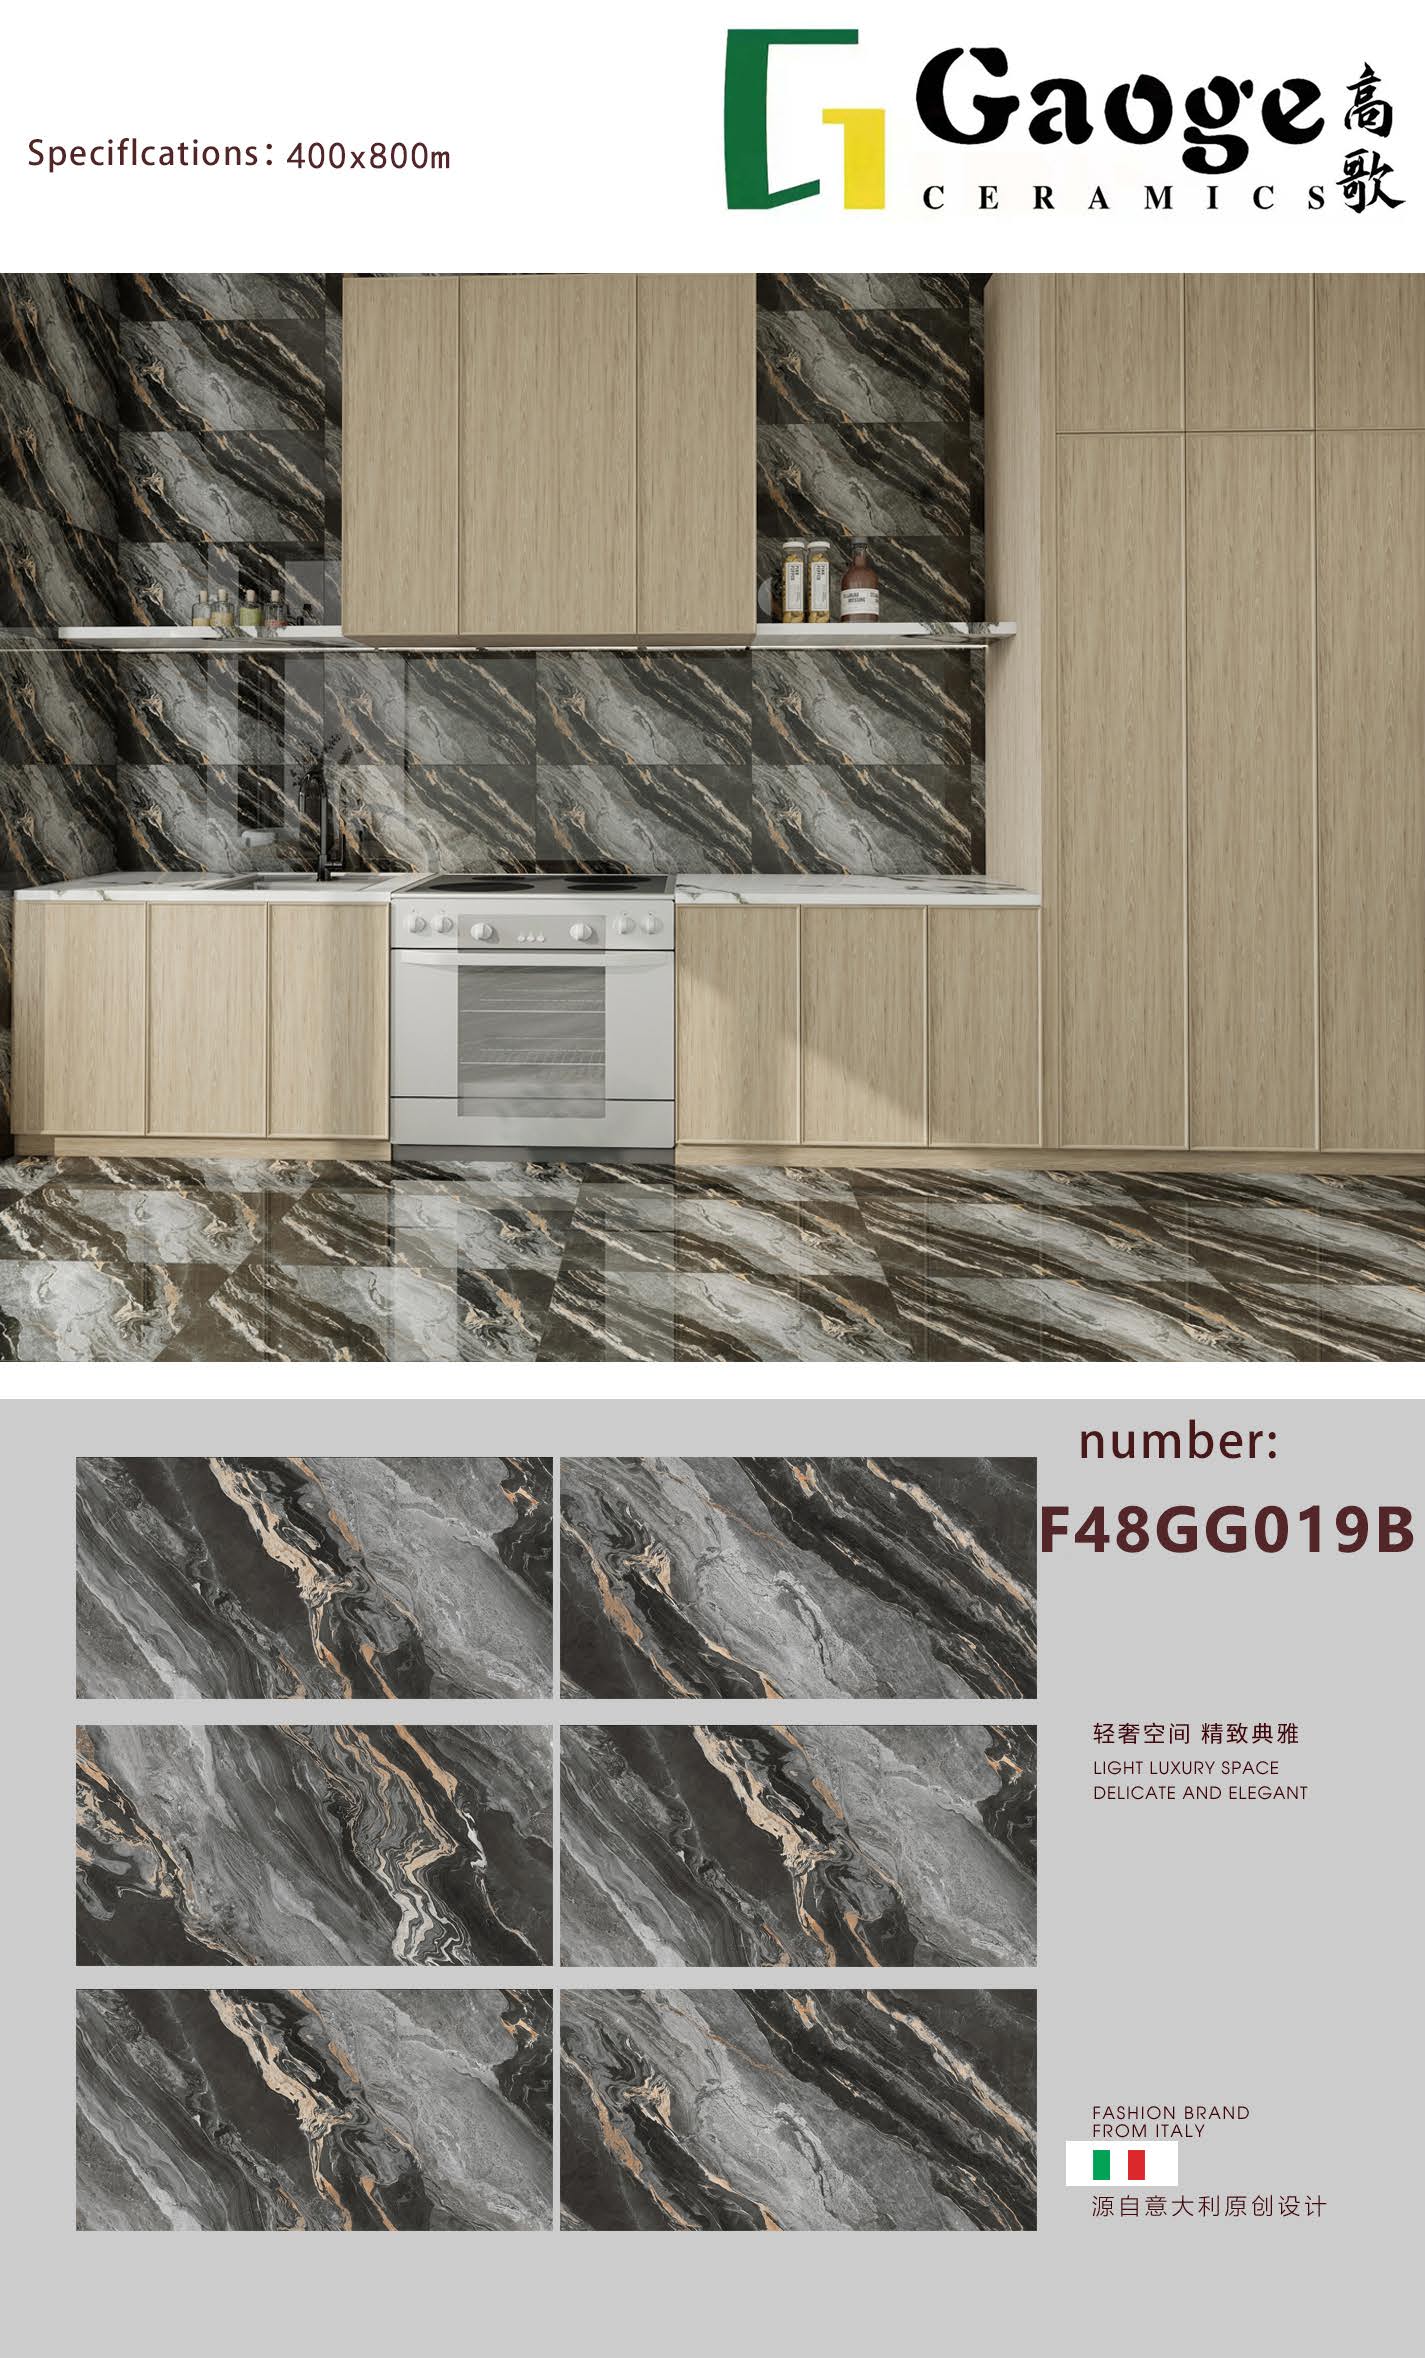 Speciflcations: 400x800m
Gaoge
CERAMICS
高歌
number:
F48GG019B
轻奢空间 精致典雅
LIGHT LUXURY SPACE
DELICATE AND ELEGANT
FASHION BRAND
FROM ITALY
源自意大利原创设计